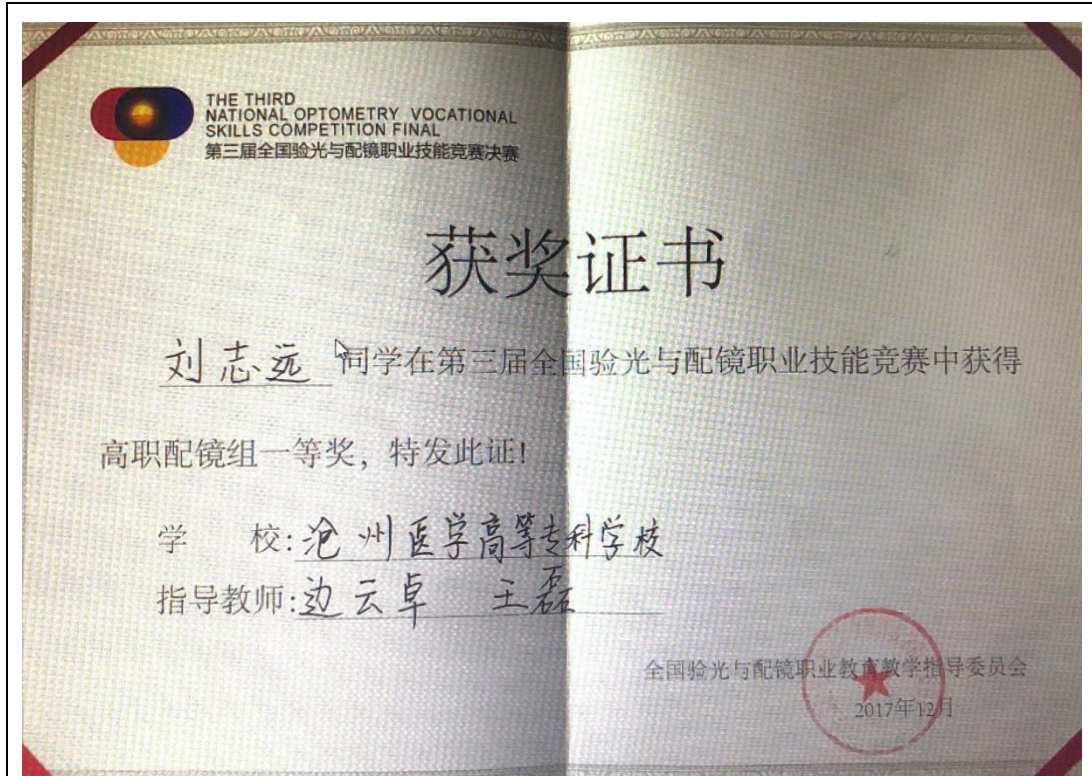 THE THIRD
NATIONAL OPTOMETRY VOCATIONAL
SKILLS COMPETITION FINAL
第三届全国验光与配镜职业技能竞赛决赛
获奖证书
刘志远 同学在第三届全国验光与配镜职业技能竞赛中获得
高职配镜组一等奖，特发此证！
学 校：沧州医学高等专科学校
指导教师：边云卓 王磊
全国验光与配镜职业教育教学指导委员会
2017年12月